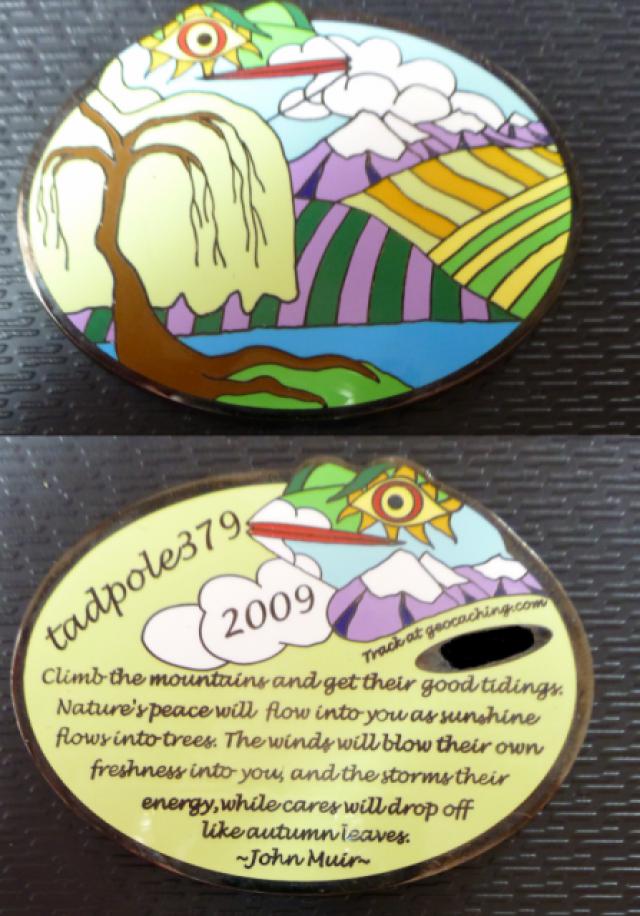 tadpole379
2009
Track at geocaching.com
Climb the mountains and get their good tidings.
Nature's peace will flow into you as sunshine
flows into trees. The winds will blow their own
freshness into you, and the storms their
energy, while cares will drop off
like autumn leaves.
~John Muir~